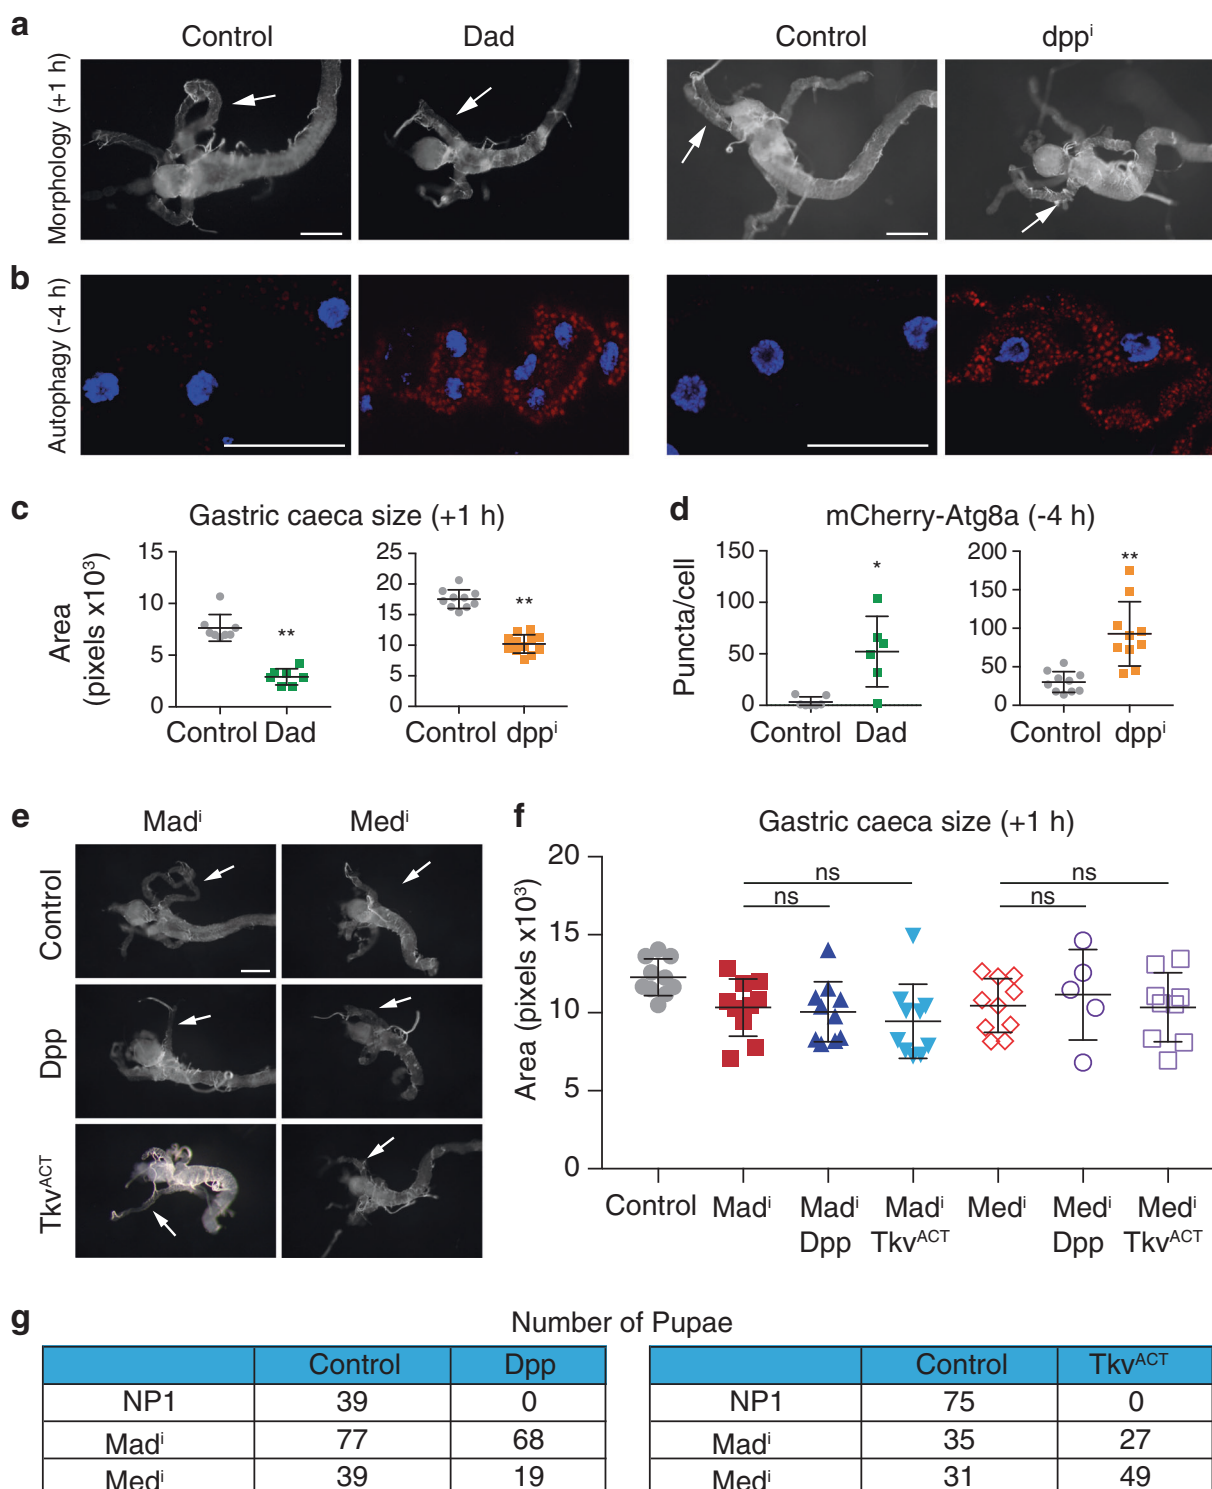 a
Control
Dad
Control
dppⁱ
Morphology (+1 h)
b
Autophagy (-4 h)
c
Gastric caeca size (+1 h)
Area
(pixels x10³)
15
10
5
0
**
Control Dad
25
20
15
10
5
0
**
Control dppⁱ
d
mCherry-Atg8a (-4 h)
Puncta/cell
150
100
50
0
*
Control Dad
200
150
100
50
0
**
Control dppⁱ
e
Madⁱ
Medⁱ
Control
Dpp
Tkvᴬᶜᵀ
f
Gastric caeca size (+1 h)
Area (pixels x10³)
20
15
10
5
0
ns
ns
ns
ns
Control
Madⁱ
Madⁱ
Dpp
Madⁱ
Tkvᴬᶜᵀ
Medⁱ
Medⁱ
Dpp
Medⁱ
Tkvᴬᶜᵀ
g
Number of Pupae
Control Dpp
NP1 39 0
Madⁱ 77 68
Medⁱ 39 19
Control Tkvᴬᶜᵀ
NP1 75 0
Madⁱ 35 27
Medⁱ 31 49